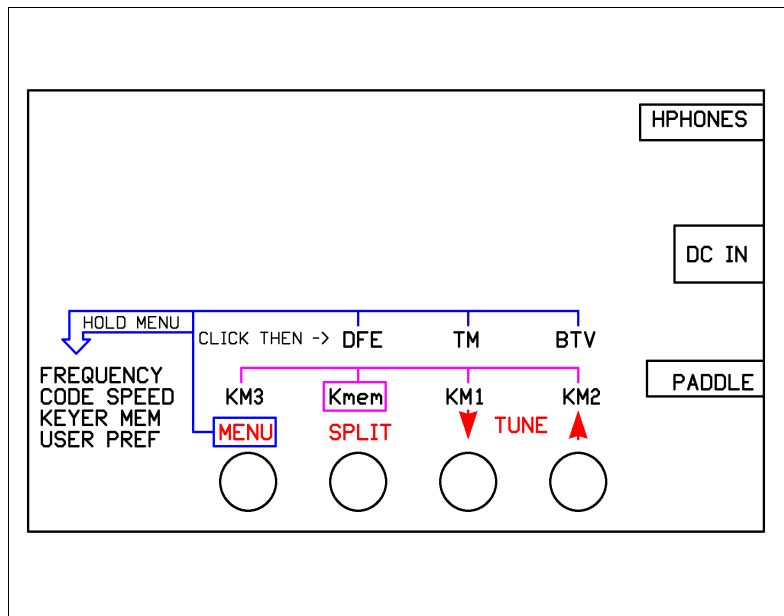 HPHONES
DC IN
HOLD MENU
CLICK THEN -> DFE TM BTV
FREQUENCY
CODE SPEED
KEYER MEM
USER PREF
PADDLE
KM3 Kmem KM1 KM2
MENU SPLIT TUNE